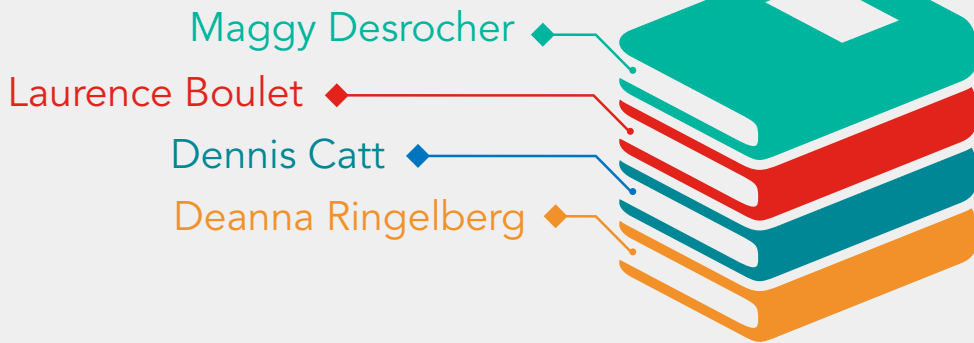 Maggy Desrocher
Laurence Boulet
Dennis Catt
Deanna Ringelberg